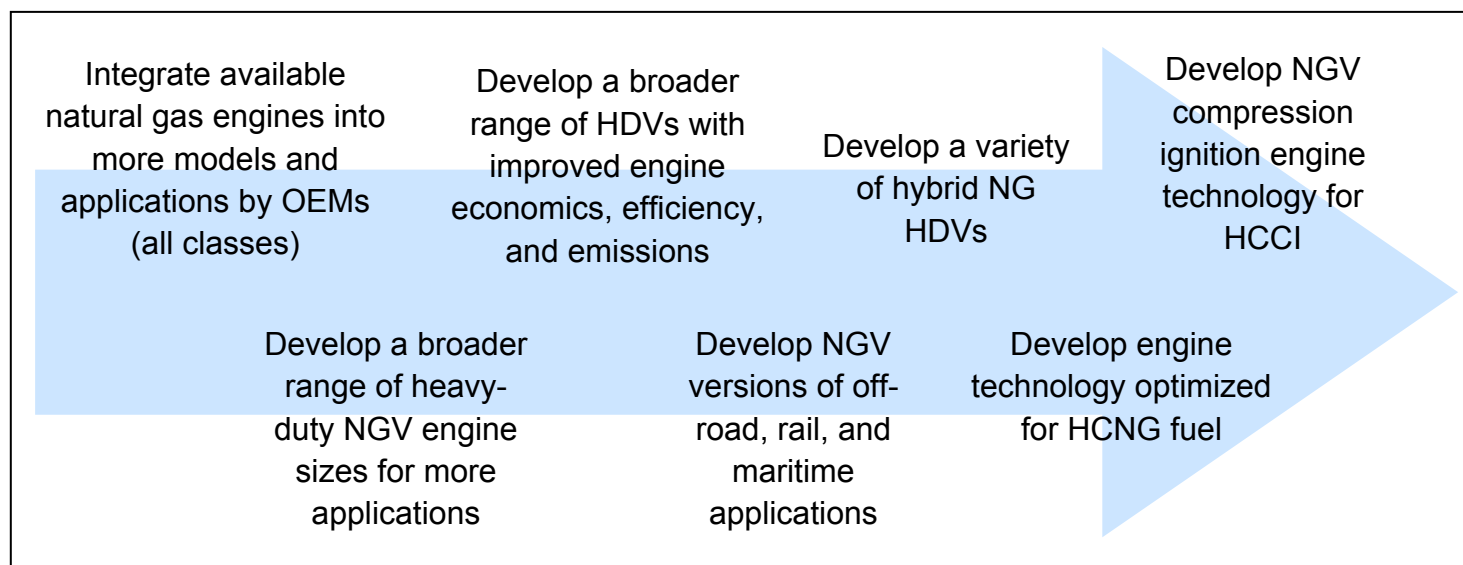 Integrate available
natural gas engines into
more models and
applications by OEMs
(all classes)
Develop a broader
range of HDVs with
improved engine
economics, efficiency,
and emissions
Develop a variety
of hybrid NG
HDVs
Develop NGV
compression
ignition engine
technology for
HCCI
Develop a broader
range of heavy-
duty NGV engine
sizes for more
applications
Develop NGV
versions of off-
road, rail, and
maritime
applications
Develop engine
technology optimized
for HCNG fuel